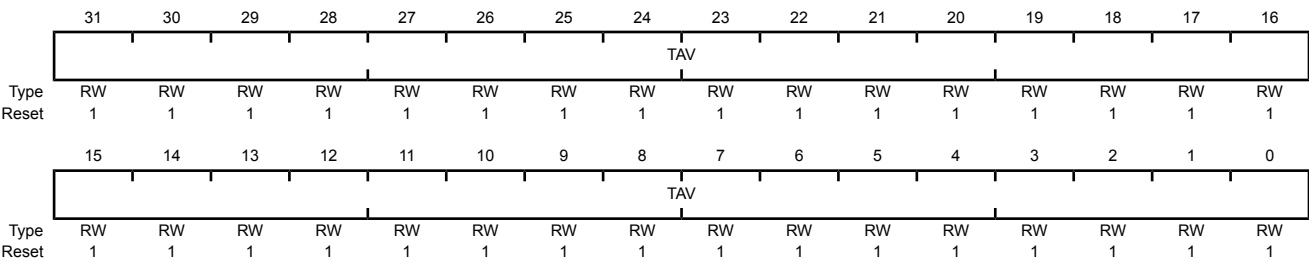 31 30 29 28 27 26 25 24 23 22 21 20 19 18 17 16
TAV
Type RW RW RW RW RW RW RW RW RW RW RW RW RW RW RW RW
Reset 1 1 1 1 1 1 1 1 1 1 1 1 1 1 1 1
15 14 13 12 11 10 9 8 7 6 5 4 3 2 1 0
TAV
Type RW RW RW RW RW RW RW RW RW RW RW RW RW RW RW RW
Reset 1 1 1 1 1 1 1 1 1 1 1 1 1 1 1 1